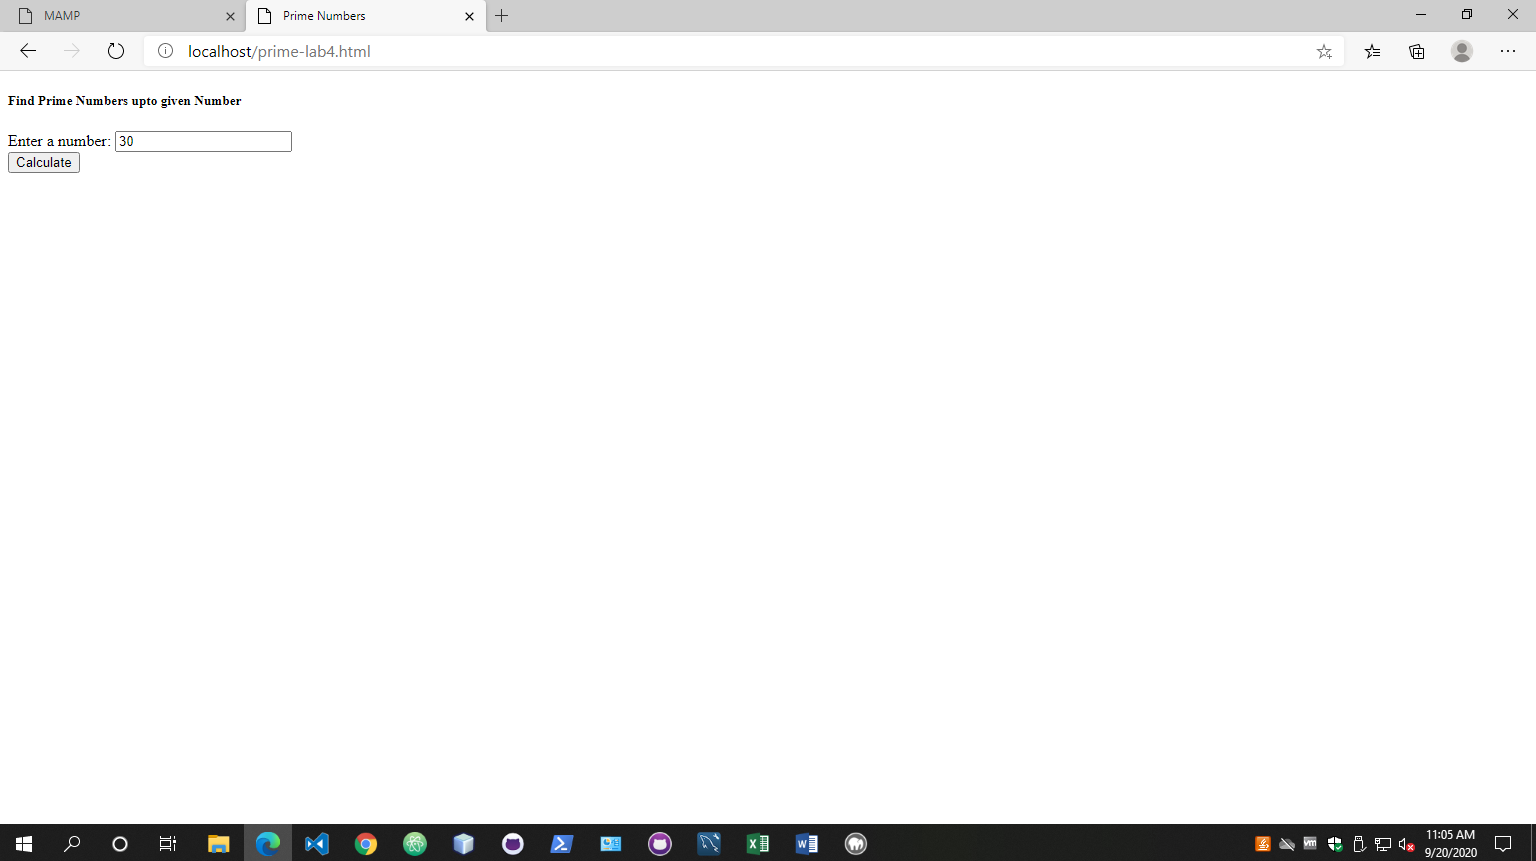 MAMP
Prime Numbers
localhost/prime-lab4.html
Find Prime Numbers upto given Number
Enter a number: 30
Calculate
vm
11:05 AM
9/20/2020